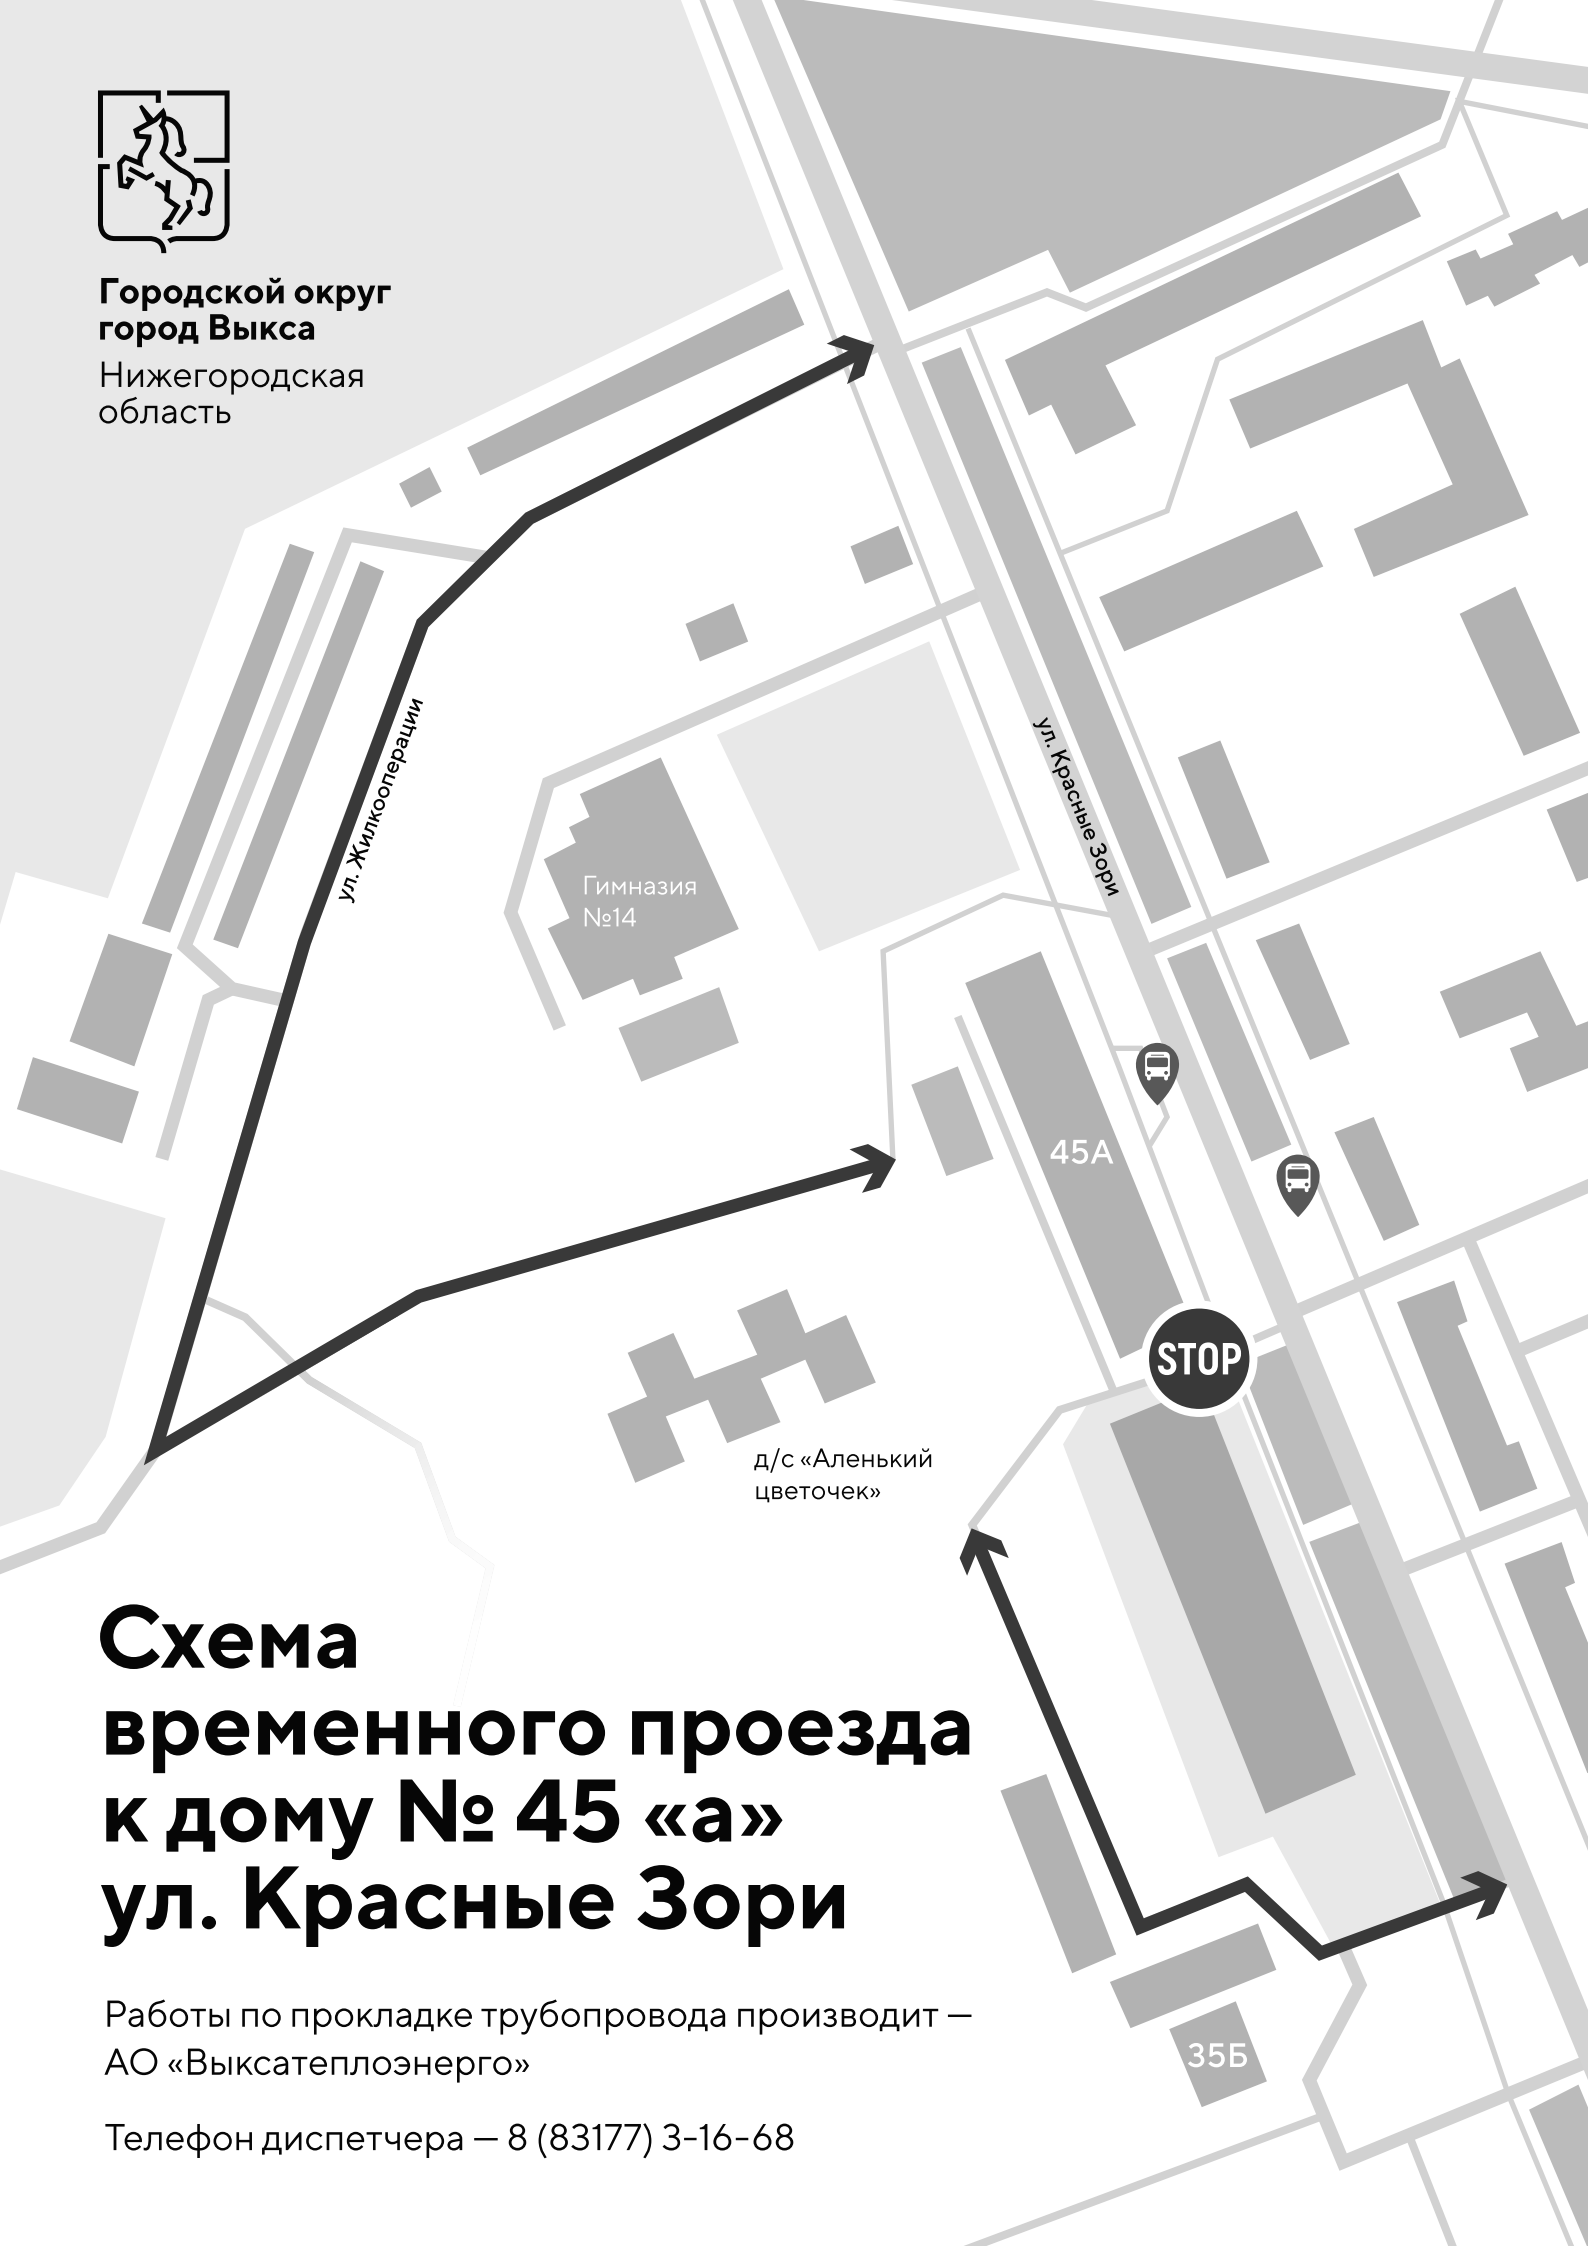 Городской округ
город Выкса
Нижегородская
область
ул. Жилкооперации
ул. Красные Зори
Гимназия
№14
45А
STOP
д/с «Аленький
цветочек»
Схема
временного проезда
к дому № 45 «а»
ул. Красные Зори
Работы по прокладке трубопровода производит —
АО «Выксатеплоэнерго»
35Б
Телефон диспетчера — 8 (83177) 3-16-68